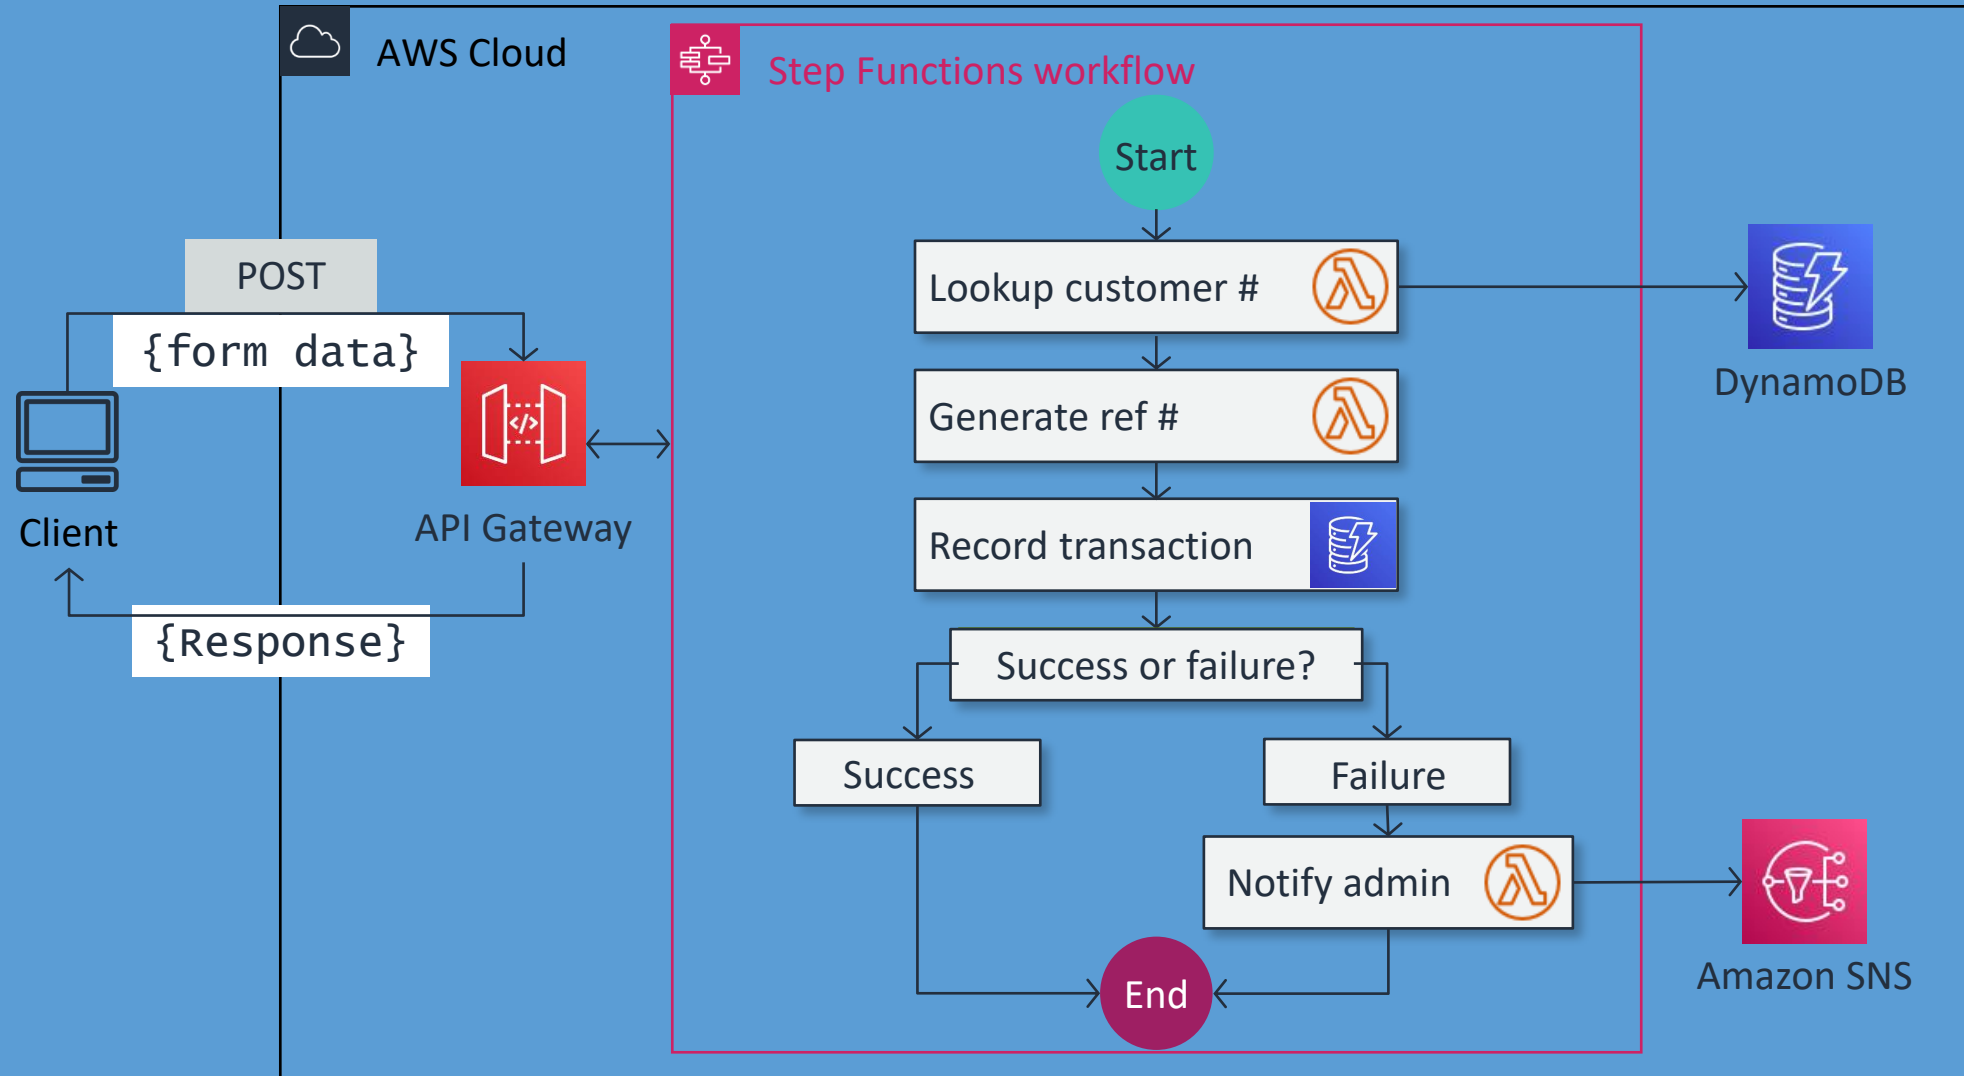 AWS Cloud
Step Functions workflow
Start
POST
{form data}
Client
API Gateway
{Response}
Lookup customer #
Generate ref #
Record transaction
Success or failure?
Success
Failure
Notify admin
End
DynamoDB
Amazon SNS